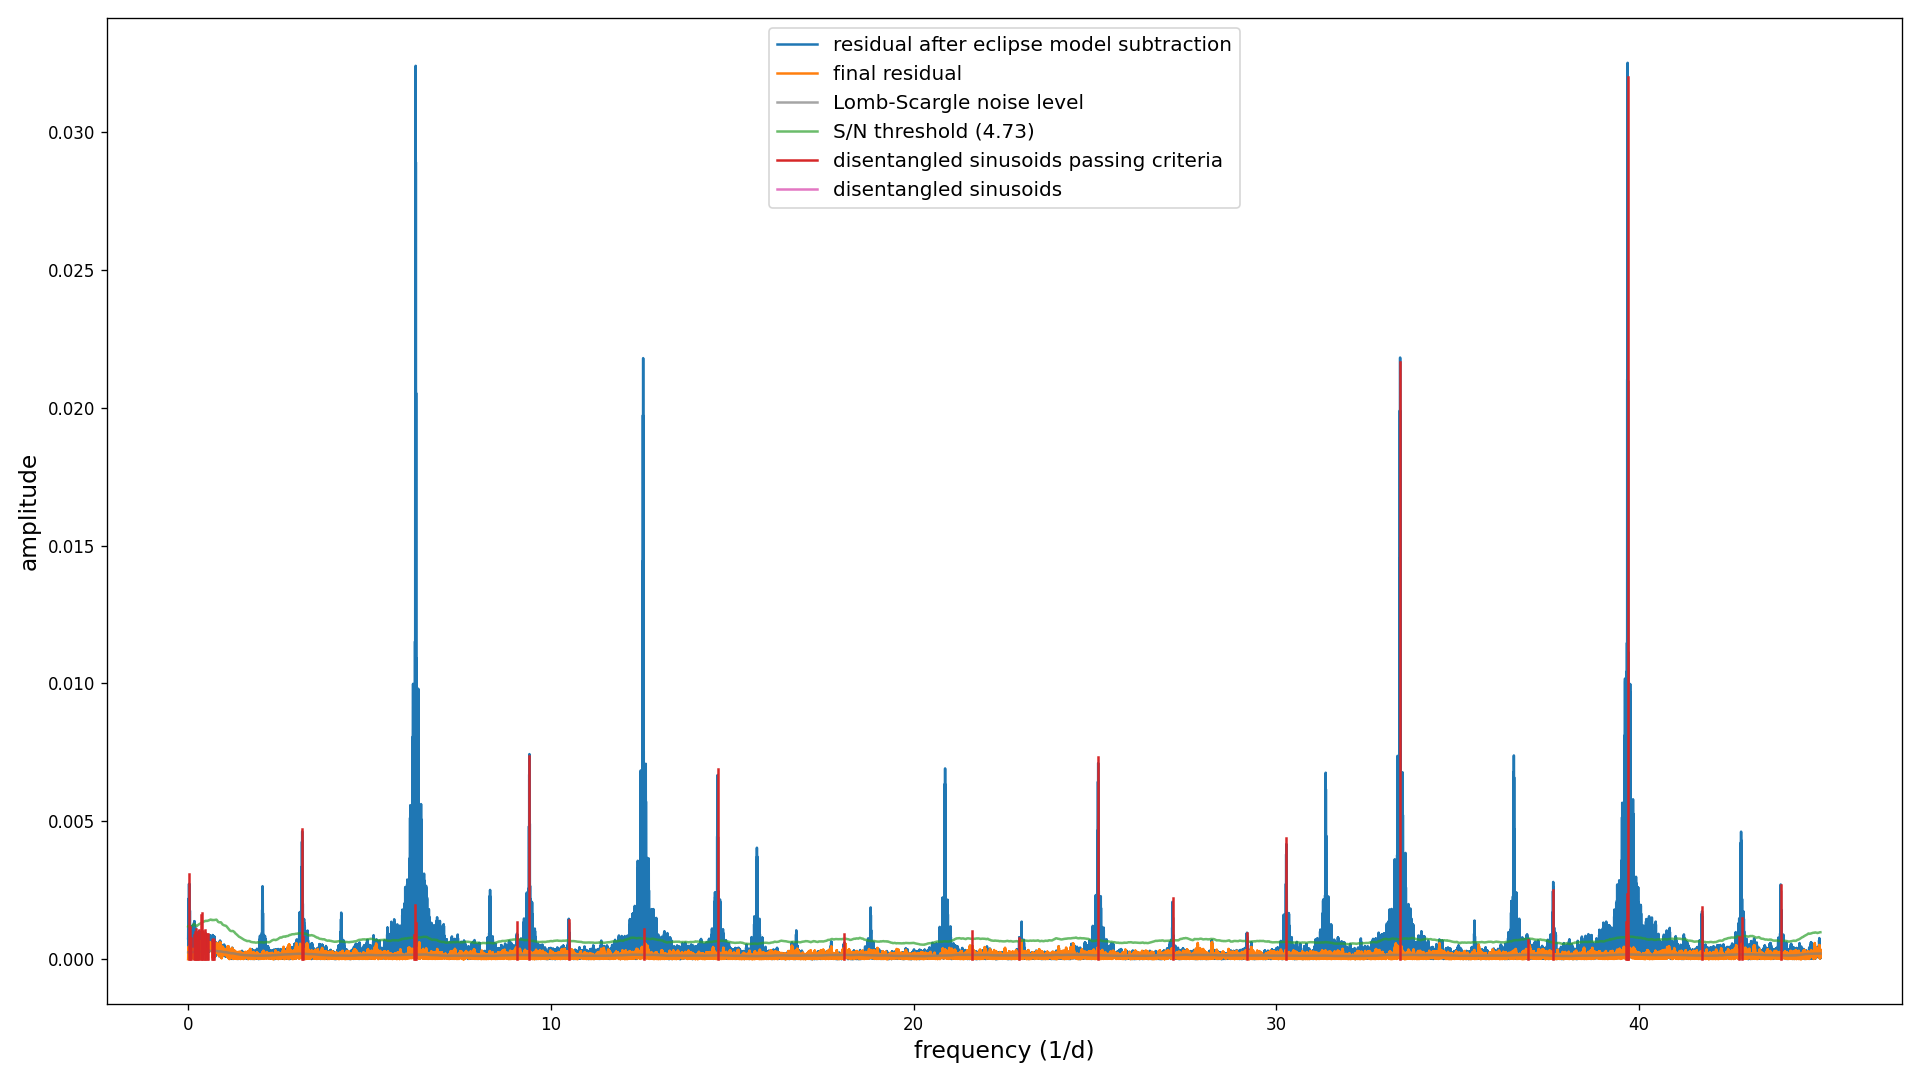 residual after eclipse model subtraction
final residual
Lomb-Scargle noise level
S/N threshold (4.73)
disentangled sinusoids passing criteria
disentangled sinusoids
amplitude
0.030
0.025
0.020
0.015
0.010
0.005
0.000
0 10 20 30 40
frequency (1/d)